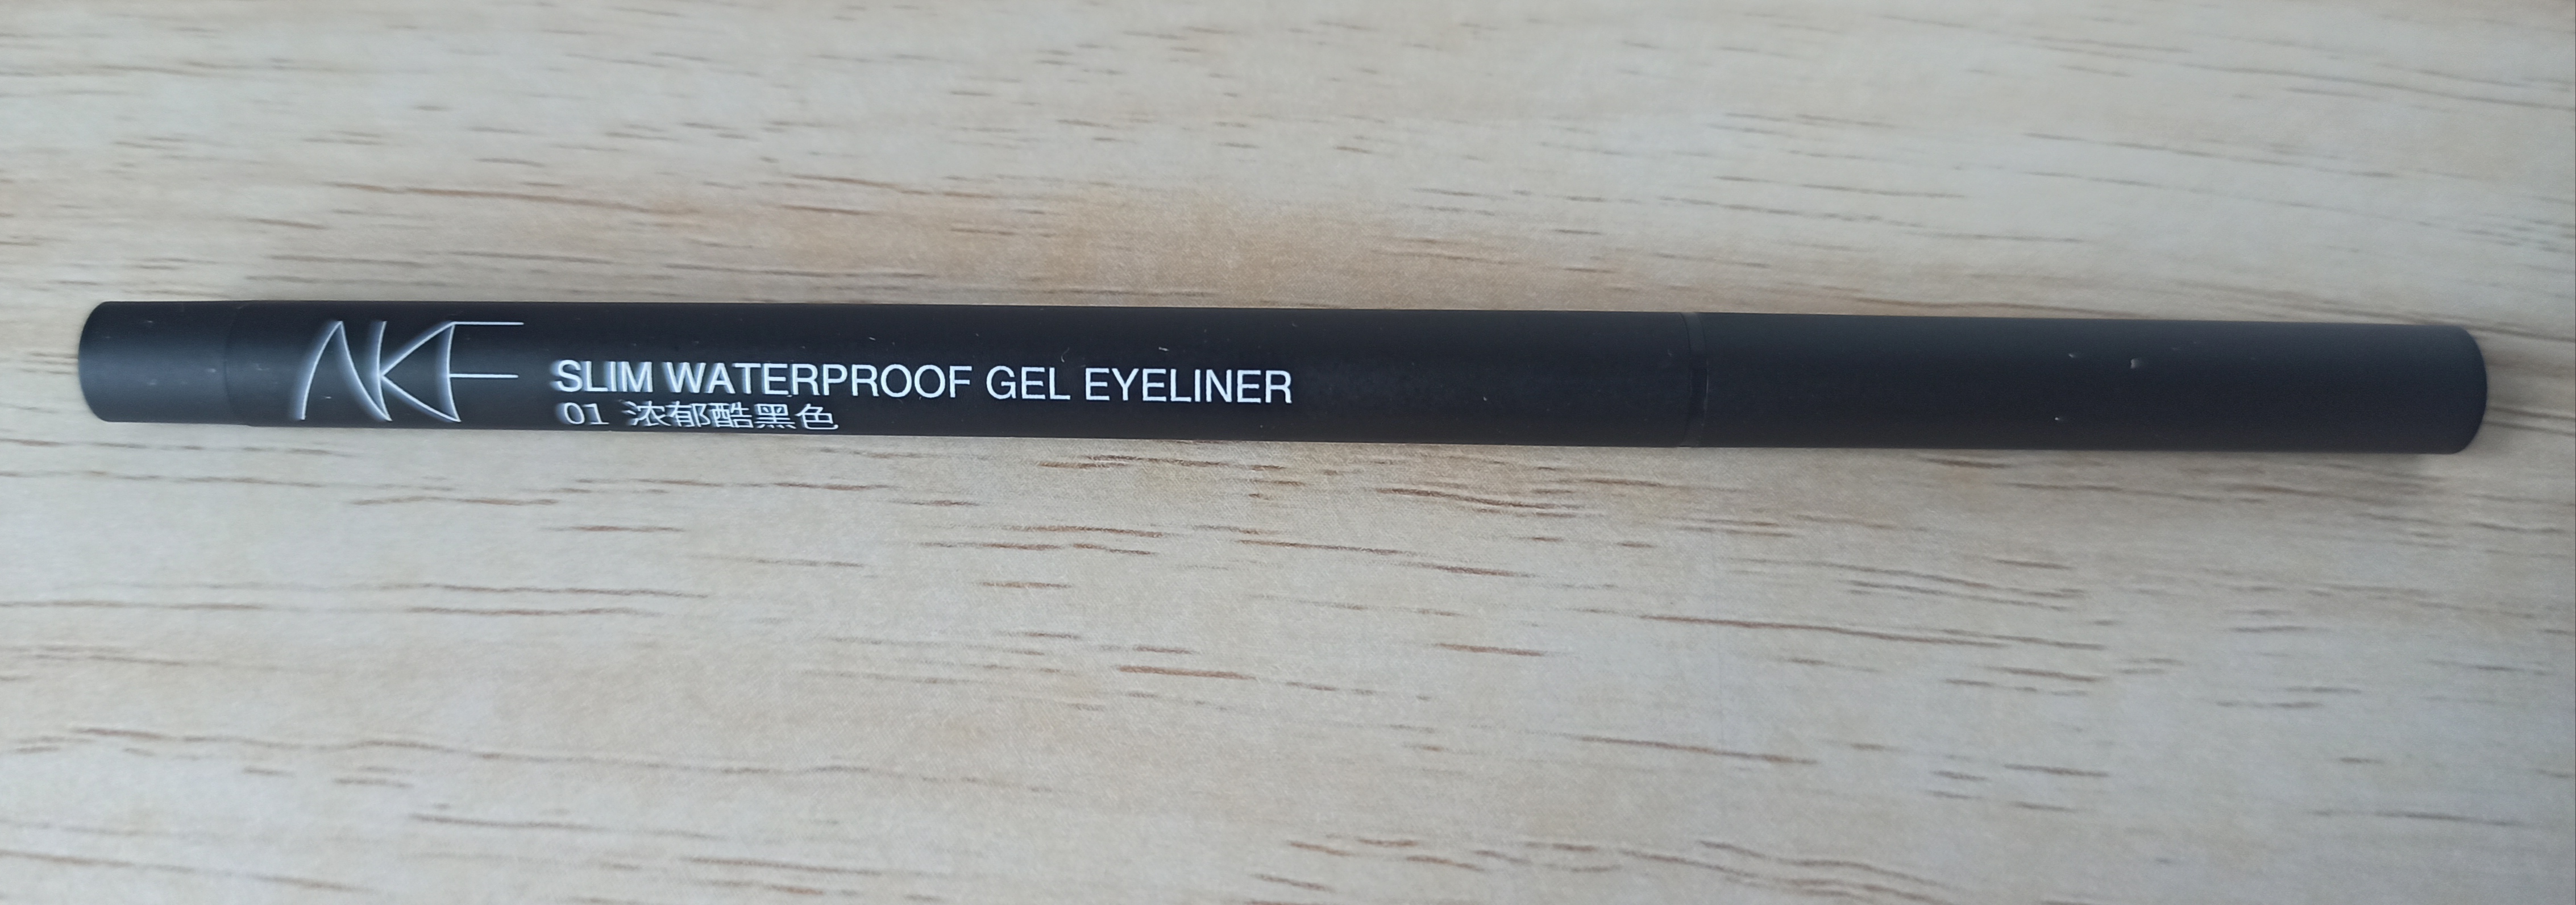 AKF
SLIM WATERPROOF GEL EYELINER
01 浓郁酷黑色